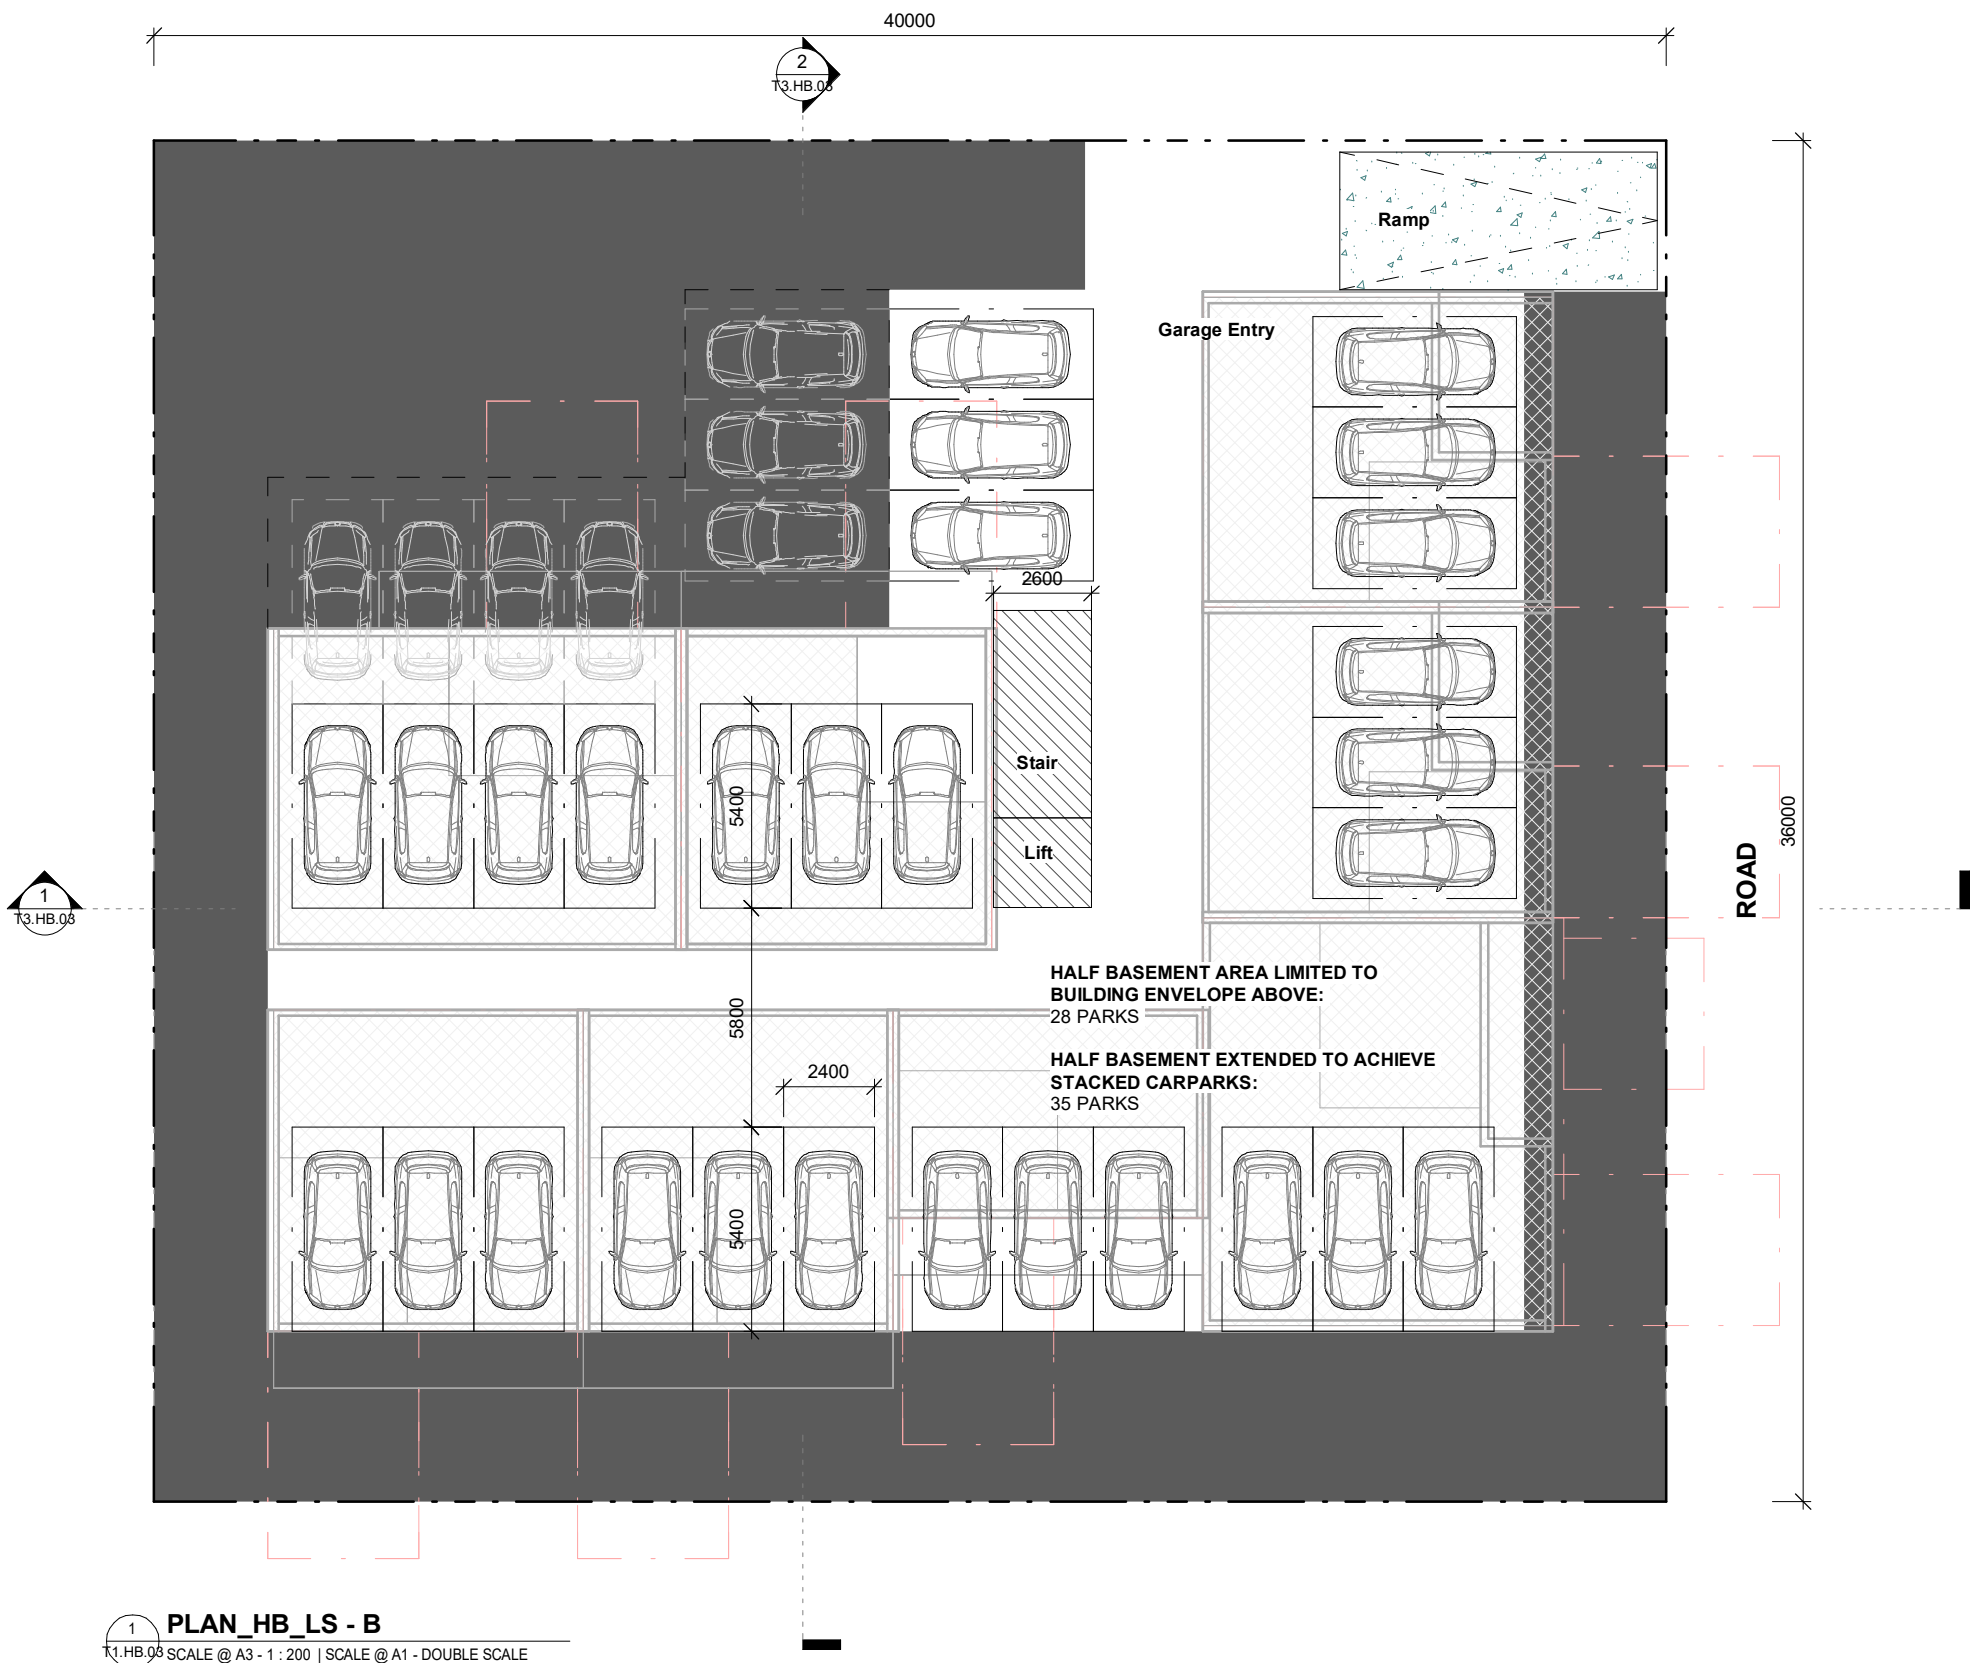 40000
2
T3.HB.03
Ramp
Garage Entry
2600
Stair
5400
Lift
36000
ROAD
1
T3.HB.03
HALF BASEMENT AREA LIMITED TO
BUILDING ENVELOPE ABOVE:
28 PARKS
5800
HALF BASEMENT EXTENDED TO ACHIEVE
STACKED CARPARKS:
35 PARKS
2400
5400
1
T1.HB.03
PLAN_HB_LS - B
SCALE @ A3 - 1 : 200 | SCALE @ A1 - DOUBLE SCALE